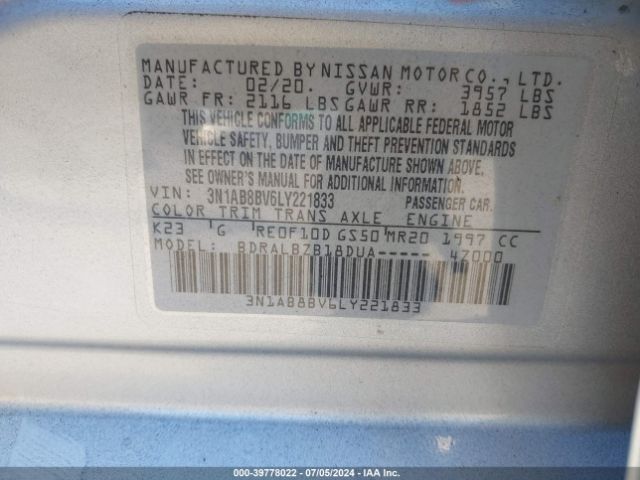 MANUFACTURED BY NISSAN MOTOR CO., LTD.
DATE: 02/20. GVWR: 3957 LBS
GAWR FR: 2116 LBS GAWR RR: 1852 LBS
THIS VEHICLE CONFORMS TO ALL APPLICABLE FEDERAL MOTOR
VEHICLE SAFETY, BUMPER AND THEFT PREVENTION STANDARDS
IN EFFECT ON THE DATE OF MANUFACTURE SHOWN ABOVE.
SEE OWNER'S MANUAL FOR ADDITIONAL INFORMATION.
VIN: 3N1AB8BV6LY221833 PASSENGER CAR.
COLOR TRIM TRANS AXLE ENGINE
K23 G RE0F10D GS50 MR20 1997 CC
MODEL: BDRALBZB18DUA----- 47000
3N1AB8BV6LY221833
000-39778022 | 07/05/2024 | IAA Inc.